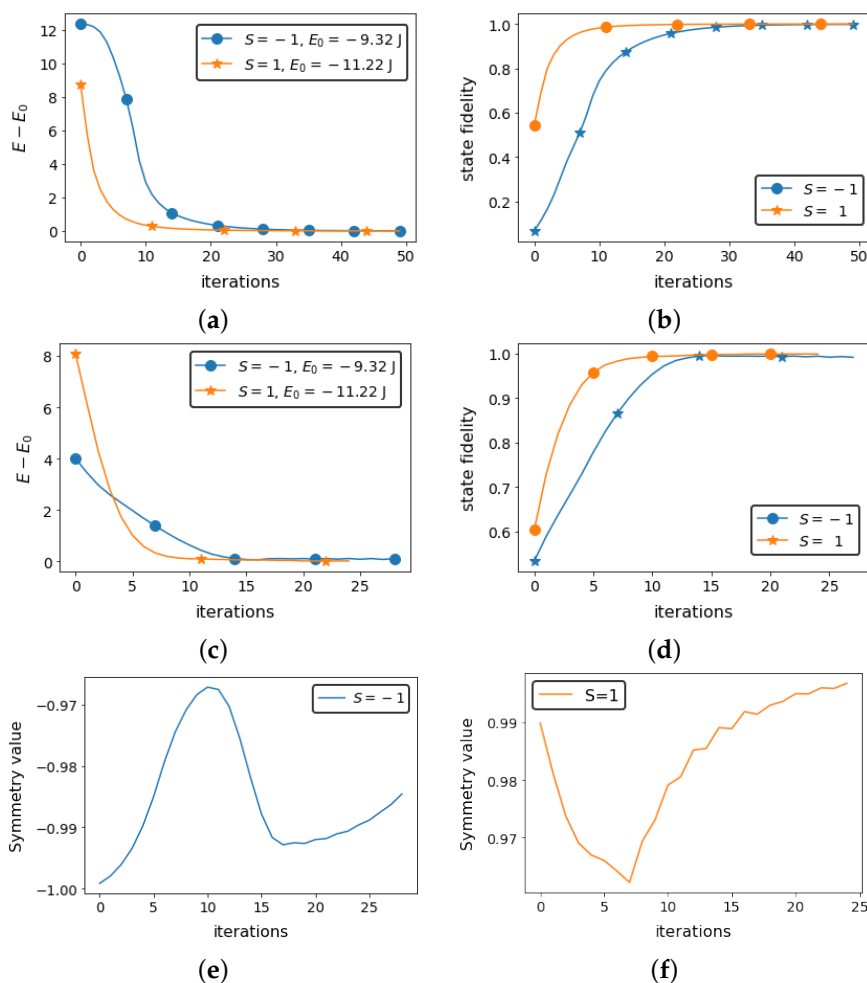 12
10
8
6
4
2
0
E − E₀
S = −1, E₀ = −9.32 J
S = 1, E₀ = −11.22 J
0 10 20 30 40 50
iterations
(a)
1.0
0.8
0.6
0.4
0.2
state fidelity
S = −1
S = 1
0 10 20 30 40 50
iterations
(b)
8
6
4
2
0
E − E₀
S = −1, E₀ = −9.32 J
S = 1, E₀ = −11.22 J
0 5 10 15 20 25
iterations
(c)
1.0
0.9
0.8
0.7
0.6
state fidelity
S = −1
S = 1
0 5 10 15 20 25
iterations
(d)
−0.97
−0.98
−0.99
−1.00
Symmetry value
S = −1
0 5 10 15 20 25
iterations
(e)
0.99
0.98
0.97
Symmetry value
S=1
0 5 10 15 20 25
iterations
(f)